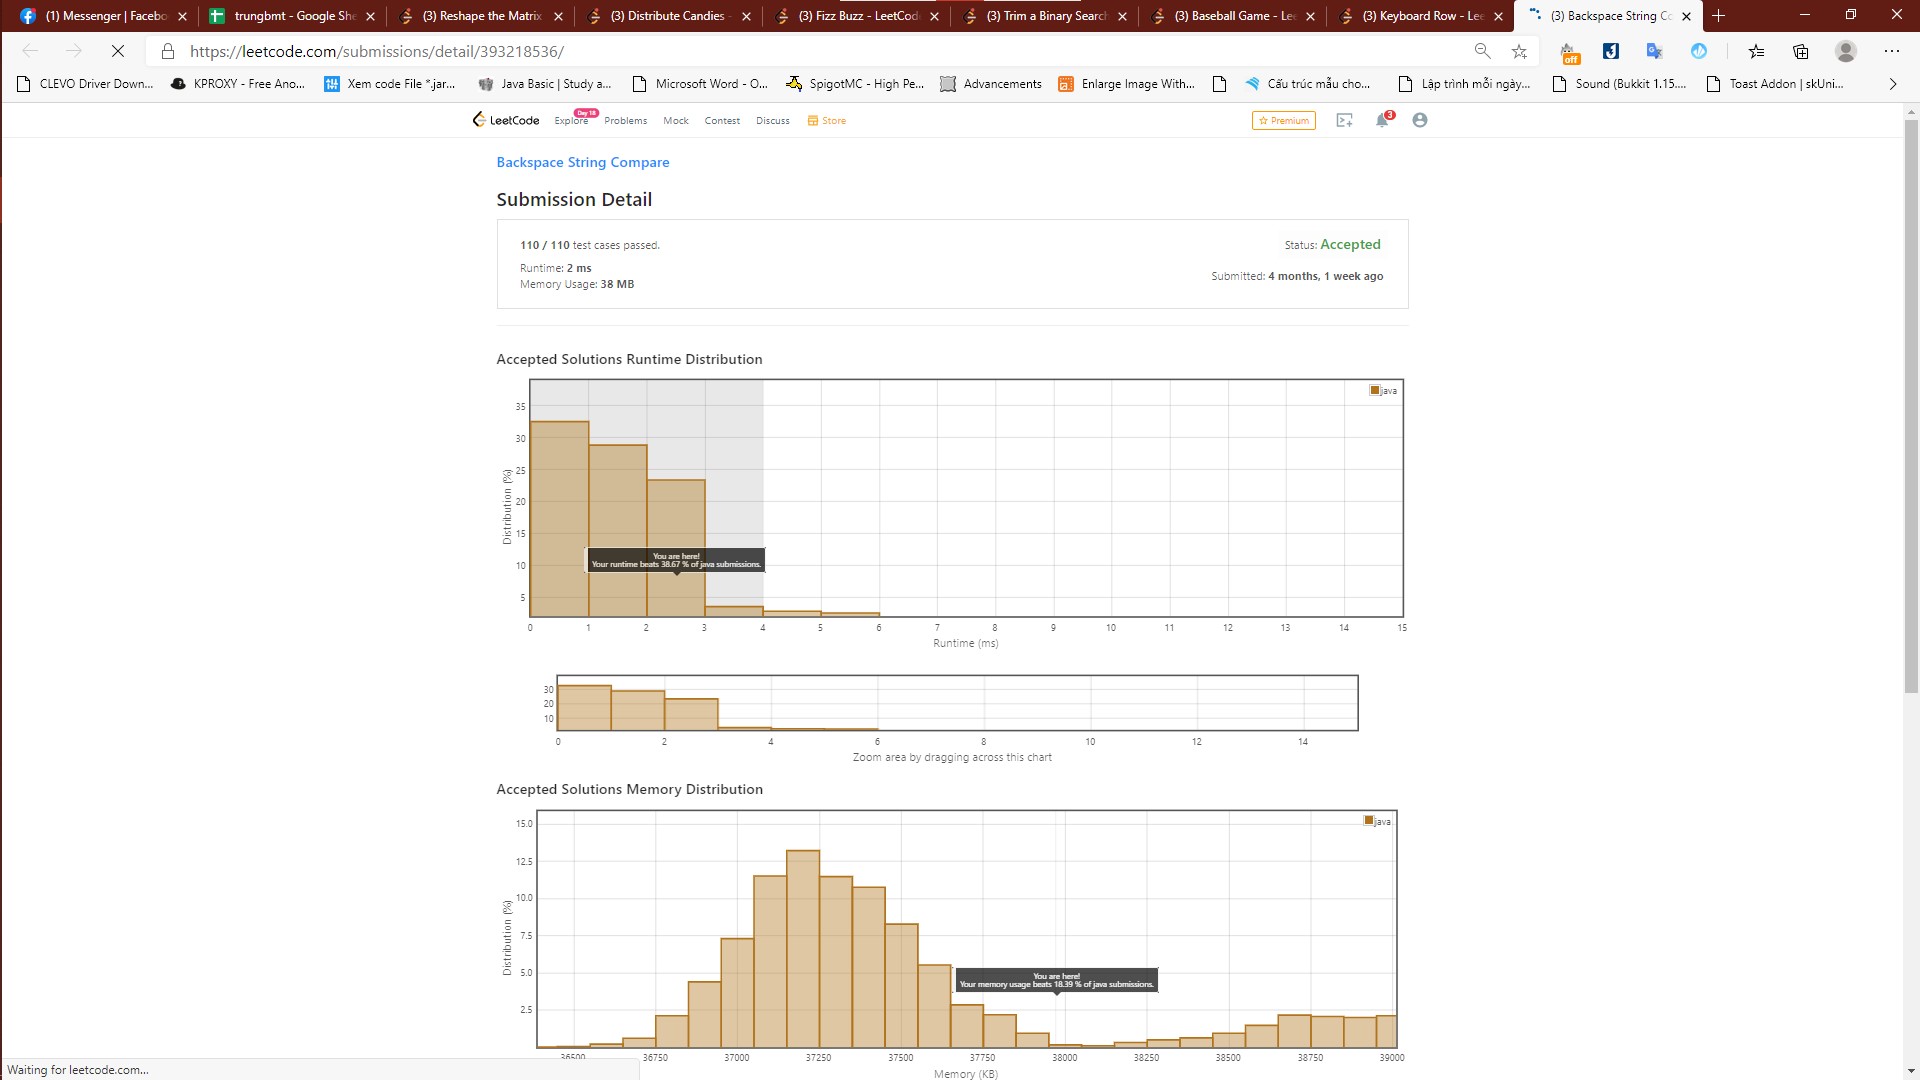 (1) Messenger | Facebo
trungbmt - Google She
(3) Reshape the Matrix
(3) Distribute Candies -
(3) Fizz Buzz - LeetCode
(3) Trim a Binary Search
(3) Baseball Game - Lee
(3) Keyboard Row - Lee
(3) Backspace String Co
https://leetcode.com/submissions/detail/393218536/
off
CLEVO Driver Down...
KPROXY - Free Ano...
Xem code File *.jar...
Java Basic | Study a...
Microsoft Word - O...
SpigotMC - High Pe...
Advancements
Enlarge Image With...
Cấu trúc mẫu cho...
Lập trình mỗi ngày...
Sound (Bukkit 1.15....
Toast Addon | skUni...
LeetCode
Explore
Day 18
Problems
Mock
Contest
Discuss
Store
Premium
3
Backspace String Compare
Submission Detail
110 / 110 test cases passed.
Status: Accepted
Runtime: 2 ms
Submitted: 4 months, 1 week ago
Memory Usage: 38 MB
Accepted Solutions Runtime Distribution
java
35
30
25
20
15
10
5
Distribution (%)
You are here!
Your runtime beats 38.67 % of java submissions.
0 1 2 3 4 5 6 7 8 9 10 11 12 13 14 15
Runtime (ms)
30
20
10
0 2 4 6 8 10 12 14
Zoom area by dragging across this chart
Accepted Solutions Memory Distribution
java
15.0
12.5
10.0
7.5
5.0
2.5
Distribution (%)
You are here!
Your memory usage beats 18.39 % of java submissions.
36500 36750 37000 37250 37500 37750 38000 38250 38500 38750 39000
Memory (KB)
Waiting for leetcode.com...